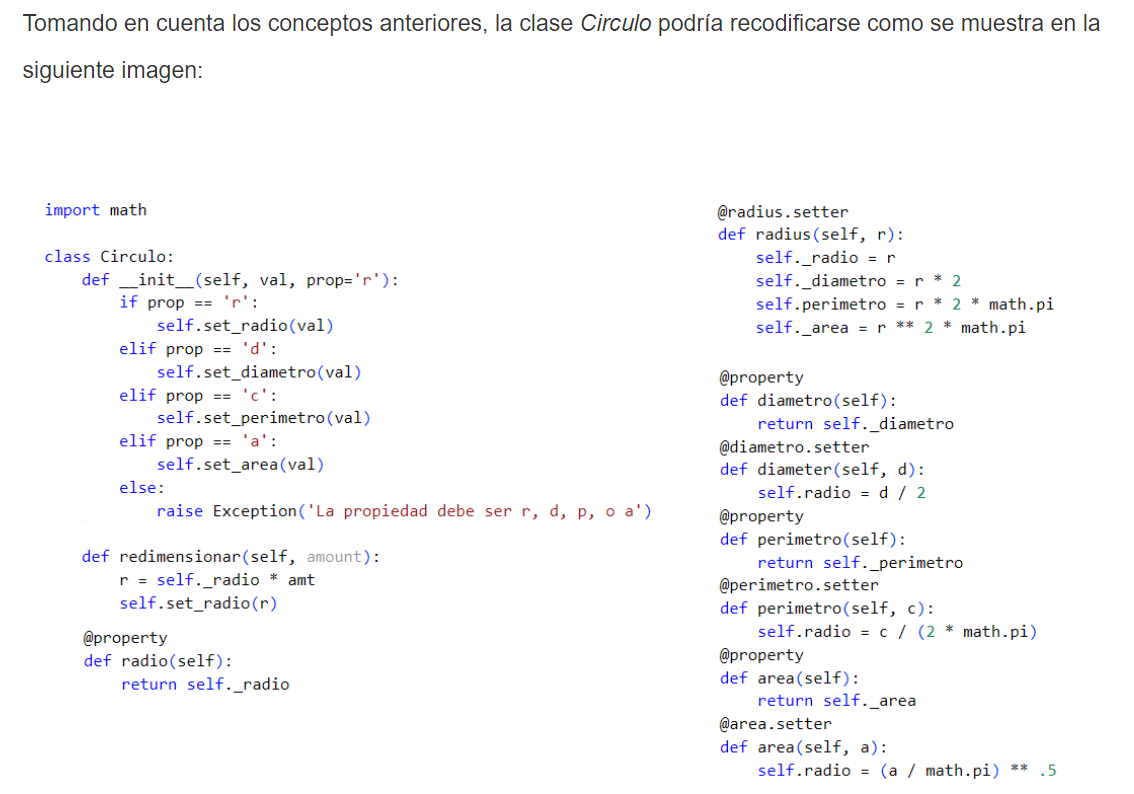 Tomando en cuenta los conceptos anteriores, la clase Circulo podría recodificarse como se muestra en la
siguiente imagen:
import math
class Circulo:
    def __init__(self, val, prop='r'):
        if prop == 'r':
            self.set_radio(val)
        elif prop == 'd':
            self.set_diametro(val)
        elif prop == 'c':
            self.set_perimetro(val)
        elif prop == 'a':
            self.set_area(val)
        else:
            raise Exception('La propiedad debe ser r, d, p, o a')
    def redimensionar(self, amount):
        r = self._radio * amt
        self.set_radio(r)
    @property
    def radio(self):
        return self._radio
@radius.setter
def radius(self, r):
    self._radio = r
    self._diametro = r * 2
    self.perimetro = r * 2 * math.pi
    self._area = r ** 2 * math.pi
@property
def diametro(self):
    return self._diametro
@diametro.setter
def diameter(self, d):
    self.radio = d / 2
@property
def perimetro(self):
    return self._perimetro
@perimetro.setter
def perimetro(self, c):
    self.radio = c / (2 * math.pi)
@property
def area(self):
    return self._area
@area.setter
def area(self, a):
    self.radio = (a / math.pi) ** .5